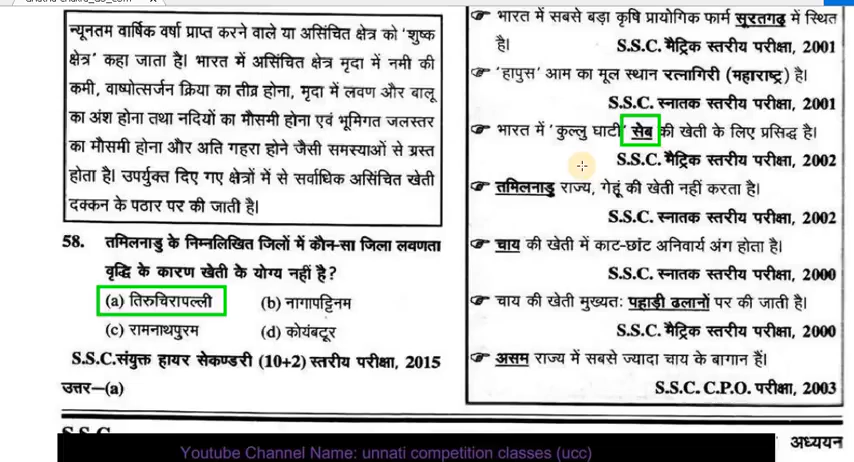 न्यूनतम वार्षिक वर्षा प्राप्त करने वाले या असिंचित क्षेत्र को 'शुष्क
क्षेत्र' कहा जाता है। भारत में असिंचित क्षेत्र मृदा में नमी की
कमी, वाष्पोत्सर्जन क्रिया का तीव्र होना, मृदा में लवण और बालू
का अंश होना तथा नदियों का मौसमी होना एवं भूमिगत जलस्तर
का मौसमी होना और अति गहरा होने जैसी समस्याओं से ग्रस्त
होता है। उपर्युक्त दिए गए क्षेत्रों में से सर्वाधिक असिंचित खेती
दक्कन के पठार पर की जाती है।
58. तमिलनाडु के निम्नलिखित जिलों में कौन-सा जिला लवणता
वृद्धि के कारण खेती के योग्य नहीं है?
(a) तिरुचिरापल्ली (b) नागापट्टिनम
(c) रामनाथपुरम (d) कोयंबटूर
S.S.C.संयुक्त हायर सेकण्डरी (10+2) स्तरीय परीक्षा, 2015
उत्तर—(a)
भारत में सबसे बड़ा कृषि प्रायोगिक फार्म सूरतगढ़ में स्थित
है। S.S.C. मैट्रिक स्तरीय परीक्षा, 2001
'हापुस' आम का मूल स्थान रत्नागिरी (महाराष्ट्र) है।
S.S.C. स्नातक स्तरीय परीक्षा, 2001
भारत में 'कुल्लु घाटी' सेब की खेती के लिए प्रसिद्ध है।
S.S.C. मैट्रिक स्तरीय परीक्षा, 2002
तमिलनाडु राज्य, गेहूं की खेती नहीं करता है।
S.S.C. स्नातक स्तरीय परीक्षा, 2002
चाय की खेती में काट-छांट अनिवार्य अंग होता है।
S.S.C. स्नातक स्तरीय परीक्षा, 2000
चाय की खेती मुख्यतः पहाड़ी ढलानों पर की जाती है।
S.S.C. मैट्रिक स्तरीय परीक्षा, 2000
असम राज्य में सबसे ज्यादा चाय के बागान हैं।
S.S.C. C.P.O. परीक्षा, 2003
अध्ययन
Youtube Channel Name: unnati competition classes (ucc)